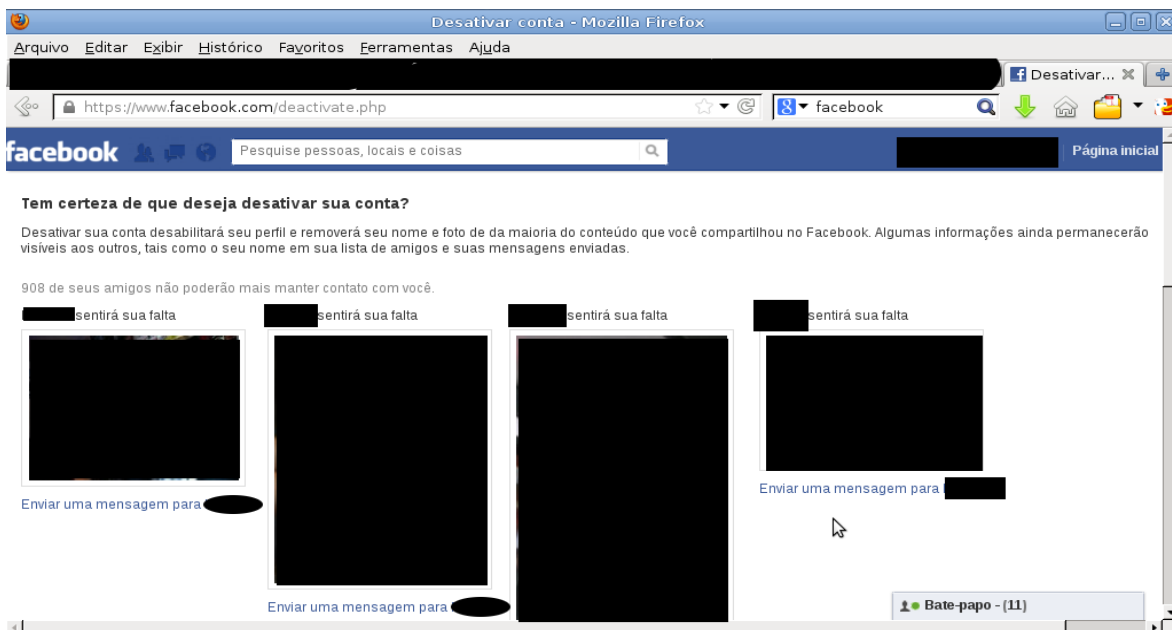 Desativar conta - Mozilla Firefox
Arquivo Editar Exibir Histórico Favoritos Ferramentas Ajuda
Desativar...
https://www.facebook.com/deactivate.php
facebook
facebook
Pesquise pessoas, locais e coisas
Página inicial
Tem certeza de que deseja desativar sua conta?
Desativar sua conta desabilitará seu perfil e removerá seu nome e foto de da maioria do conteúdo que você compartilhou no Facebook. Algumas informações ainda permanecerão
visíveis aos outros, tais como o seu nome em sua lista de amigos e suas mensagens enviadas.
908 de seus amigos não poderão mais manter contato com você.
sentirá sua falta sentirá sua falta sentirá sua falta sentirá sua falta
Enviar uma mensagem para
Enviar uma mensagem para
Enviar uma mensagem para
Bate-papo - (11)